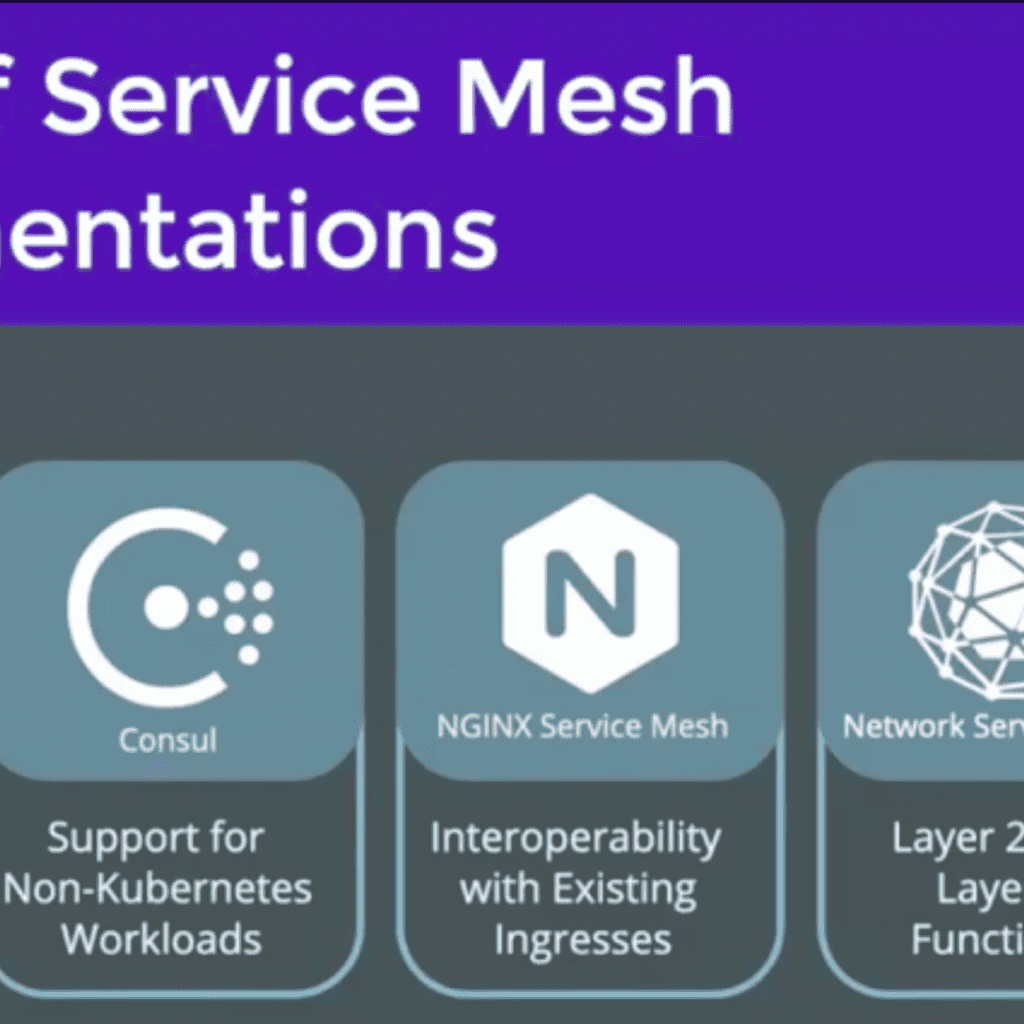 f Service Mesh
entations
Consul
Support for
Non-Kubernetes
Workloads
NGINX Service Mesh
Interoperability
with Existing
Ingresses
Network Serv
Layer 2
Laye
Functi